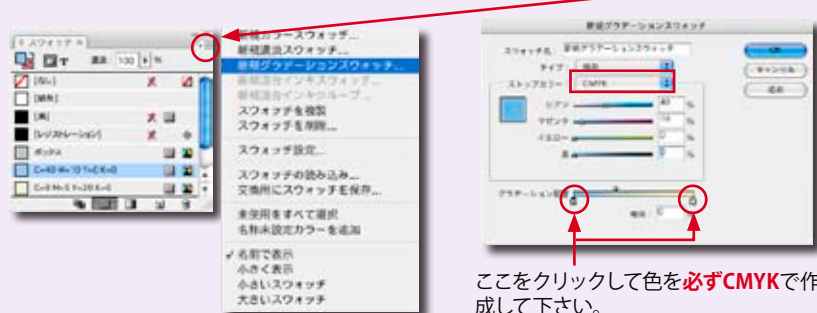 スウォッチ
濃度: 100 %
[なし]
[紙色]
[黒]
[レジストレーション]
ボックス
C=40 M=10 Y=0 K=0
C=0 M=5 Y=20 K=0
新規カラースウォッチ...
新規濃淡スウォッチ...
新規グラデーションスウォッチ...
新規混合インキスウォッチ...
新規混合インキグループ...
スウォッチを複製
スウォッチを削除...
スウォッチ設定...
スウォッチの読み込み...
交換用にスウォッチを保存...
未使用をすべて選択
名称未設定カラーを追加
✓ 名前で表示
小さく表示
小さいスウォッチ
大きいスウォッチ
新規グラデーションスウォッチ
スウォッチ名: 新規グラデーションスウォッチ
タイプ: 線形
ストップカラー: CMYK
シアン 40 %
マゼンタ 10 %
イエロー 0 %
黒 0 %
OK
キャンセル
追加
グラデーション
位置: %
ここをクリックして色を必ずCMYKで作
成して下さい。